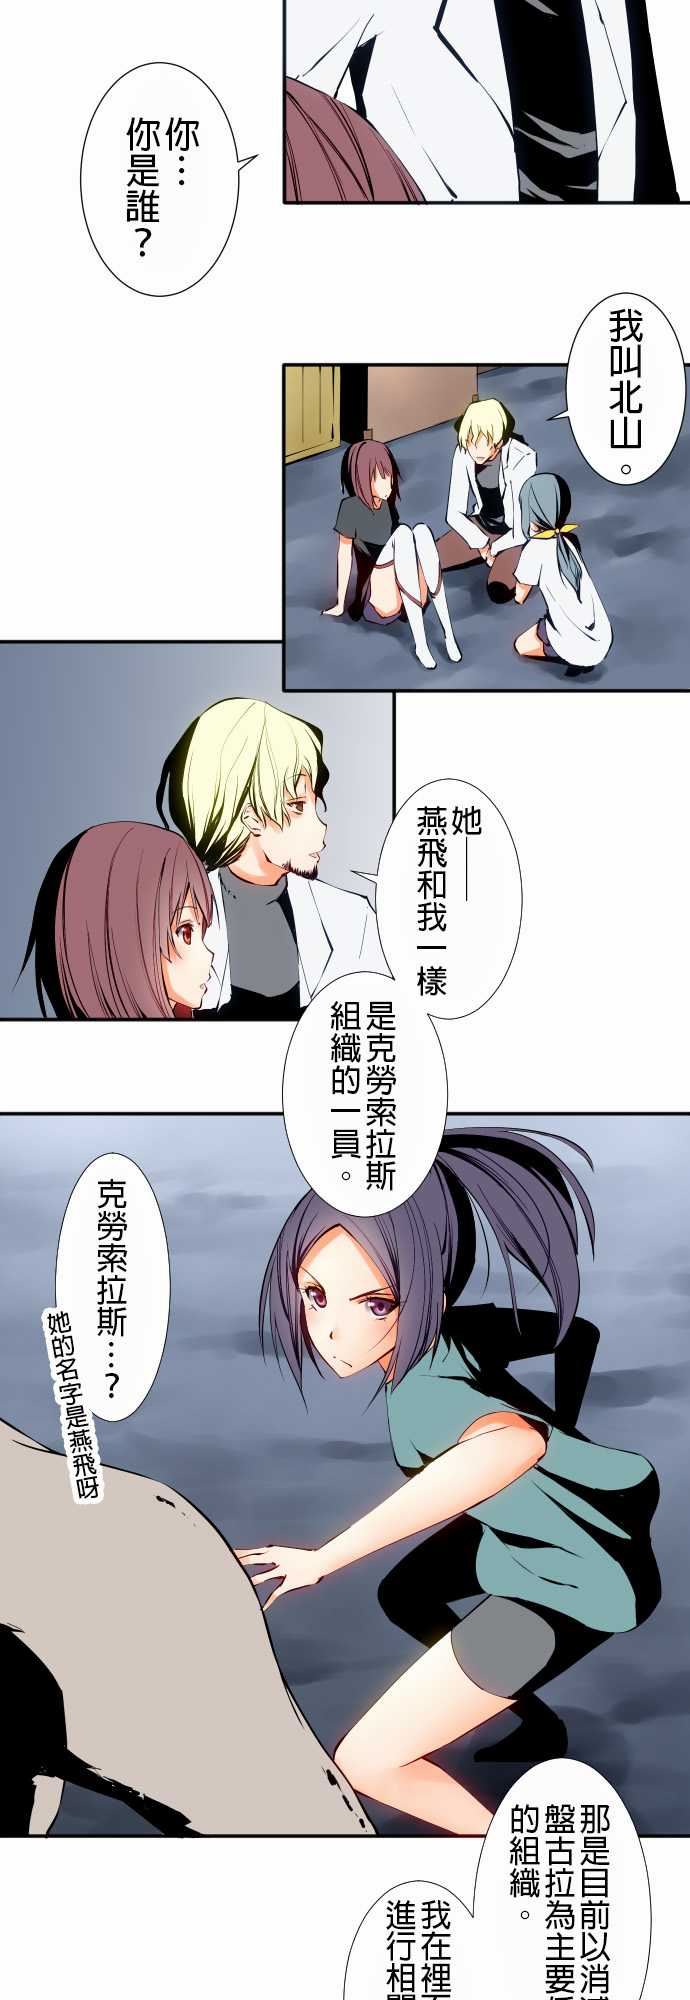 你…
你是誰？
我叫北山。
她——
燕飛和我一樣
是克勞索拉斯
組織的一員。
克勞索拉斯…？
她的名字是燕飛呀
那是目前以消滅
盤古拉為主要
的組織。
我在裡
進行相關